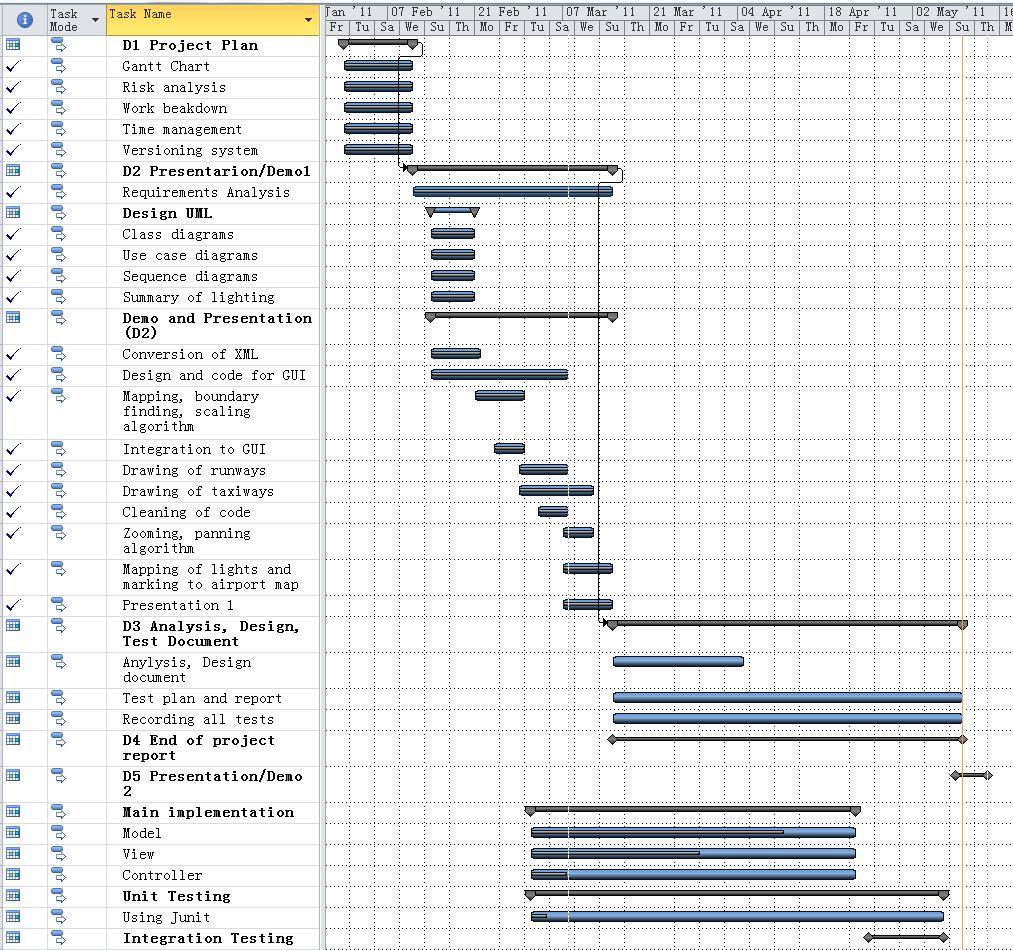 Task Mode Task Name Jan '11 07 Feb '11 21 Feb '11 07 Mar '11 21 Mar '11 04 Apr '11 18 Apr '11 02 May '11 16
Fr Tu Sa We Su Th Mo Fr Tu Sa We Su Th Mo Fr Tu Sa We Su Th Mo Fr Tu Sa We Su Th M
D1 Project Plan
Gantt Chart
Risk analysis
Work beakdown
Time management
Versioning system
D2 Presentarion/Demo1
Requirements Analysis
Design UML
Class diagrams
Use case diagrams
Sequence diagrams
Summary of lighting
Demo and Presentation
(D2)
Conversion of XML
Design and code for GUI
Mapping, boundary
finding, scaling
algorithm
Integration to GUI
Drawing of runways
Drawing of taxiways
Cleaning of code
Zooming, panning
algorithm
Mapping of lights and
marking to airport map
Presentation 1
D3 Analysis, Design,
Test Document
Anylysis, Design
document
Test plan and report
Recording all tests
D4 End of project
report
D5 Presentation/Demo
2
Main implementation
Model
View
Controller
Unit Testing
Using Junit
Integration Testing